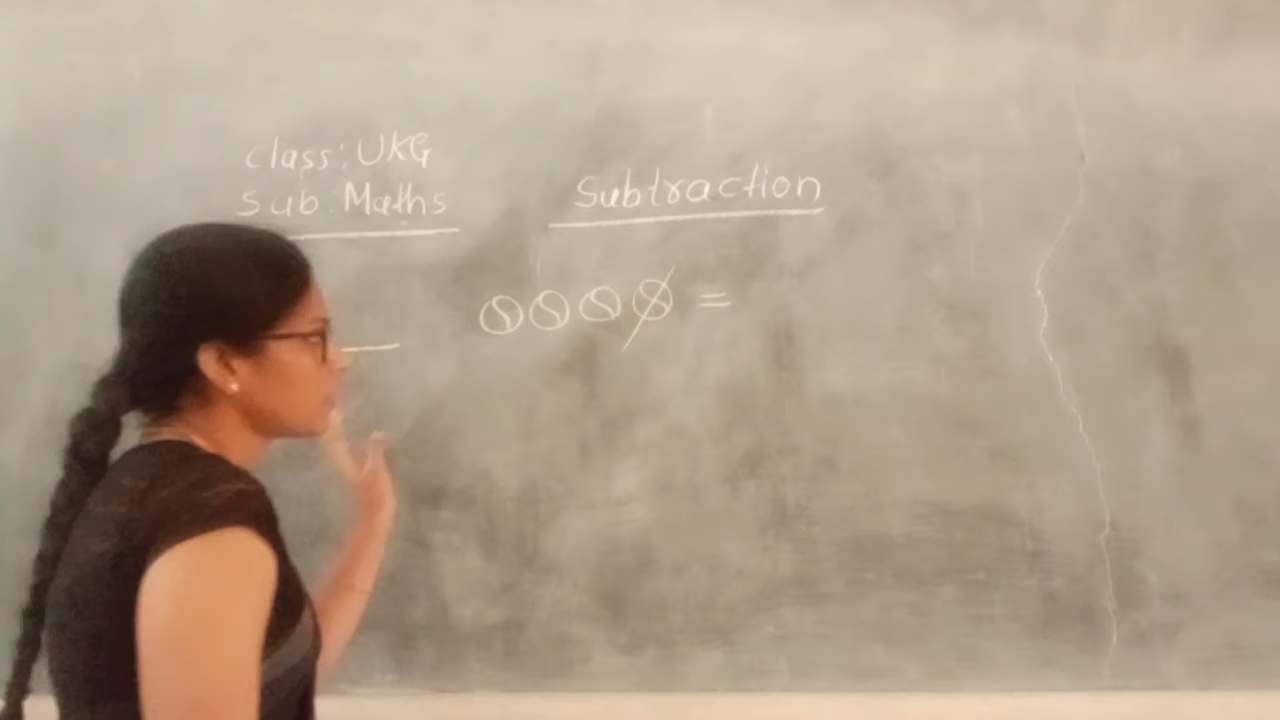 class: UKG
Sub: Maths
Subtraction
=